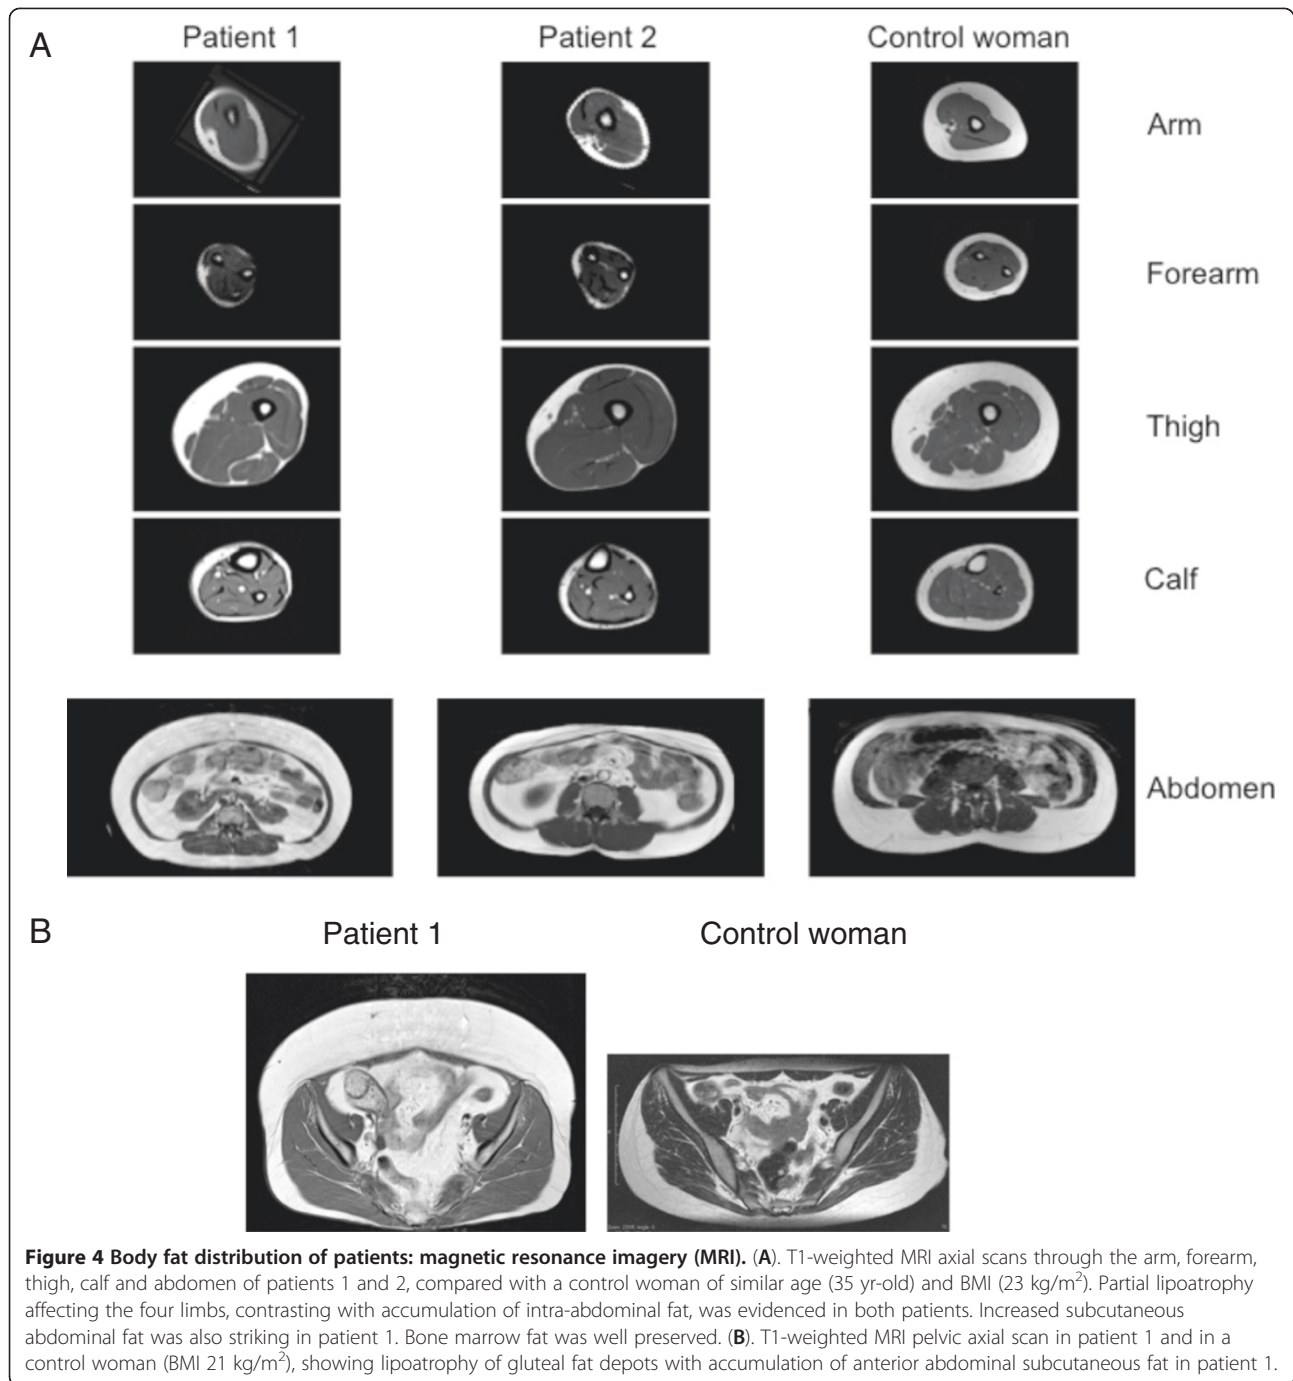 A
Patient 1
Patient 2
Control woman
Arm
Forearm
Thigh
Calf
Abdomen
B
Patient 1
Control woman
Figure 4 Body fat distribution of patients: magnetic resonance imagery (MRI). (A). T1-weighted MRI axial scans through the arm, forearm,
thigh, calf and abdomen of patients 1 and 2, compared with a control woman of similar age (35 yr-old) and BMI (23 kg/m²). Partial lipoatrophy
affecting the four limbs, contrasting with accumulation of intra-abdominal fat, was evidenced in both patients. Increased subcutaneous
abdominal fat was also striking in patient 1. Bone marrow fat was well preserved. (B). T1-weighted MRI pelvic axial scan in patient 1 and in a
control woman (BMI 21 kg/m²), showing lipoatrophy of gluteal fat depots with accumulation of anterior abdominal subcutaneous fat in patient 1.